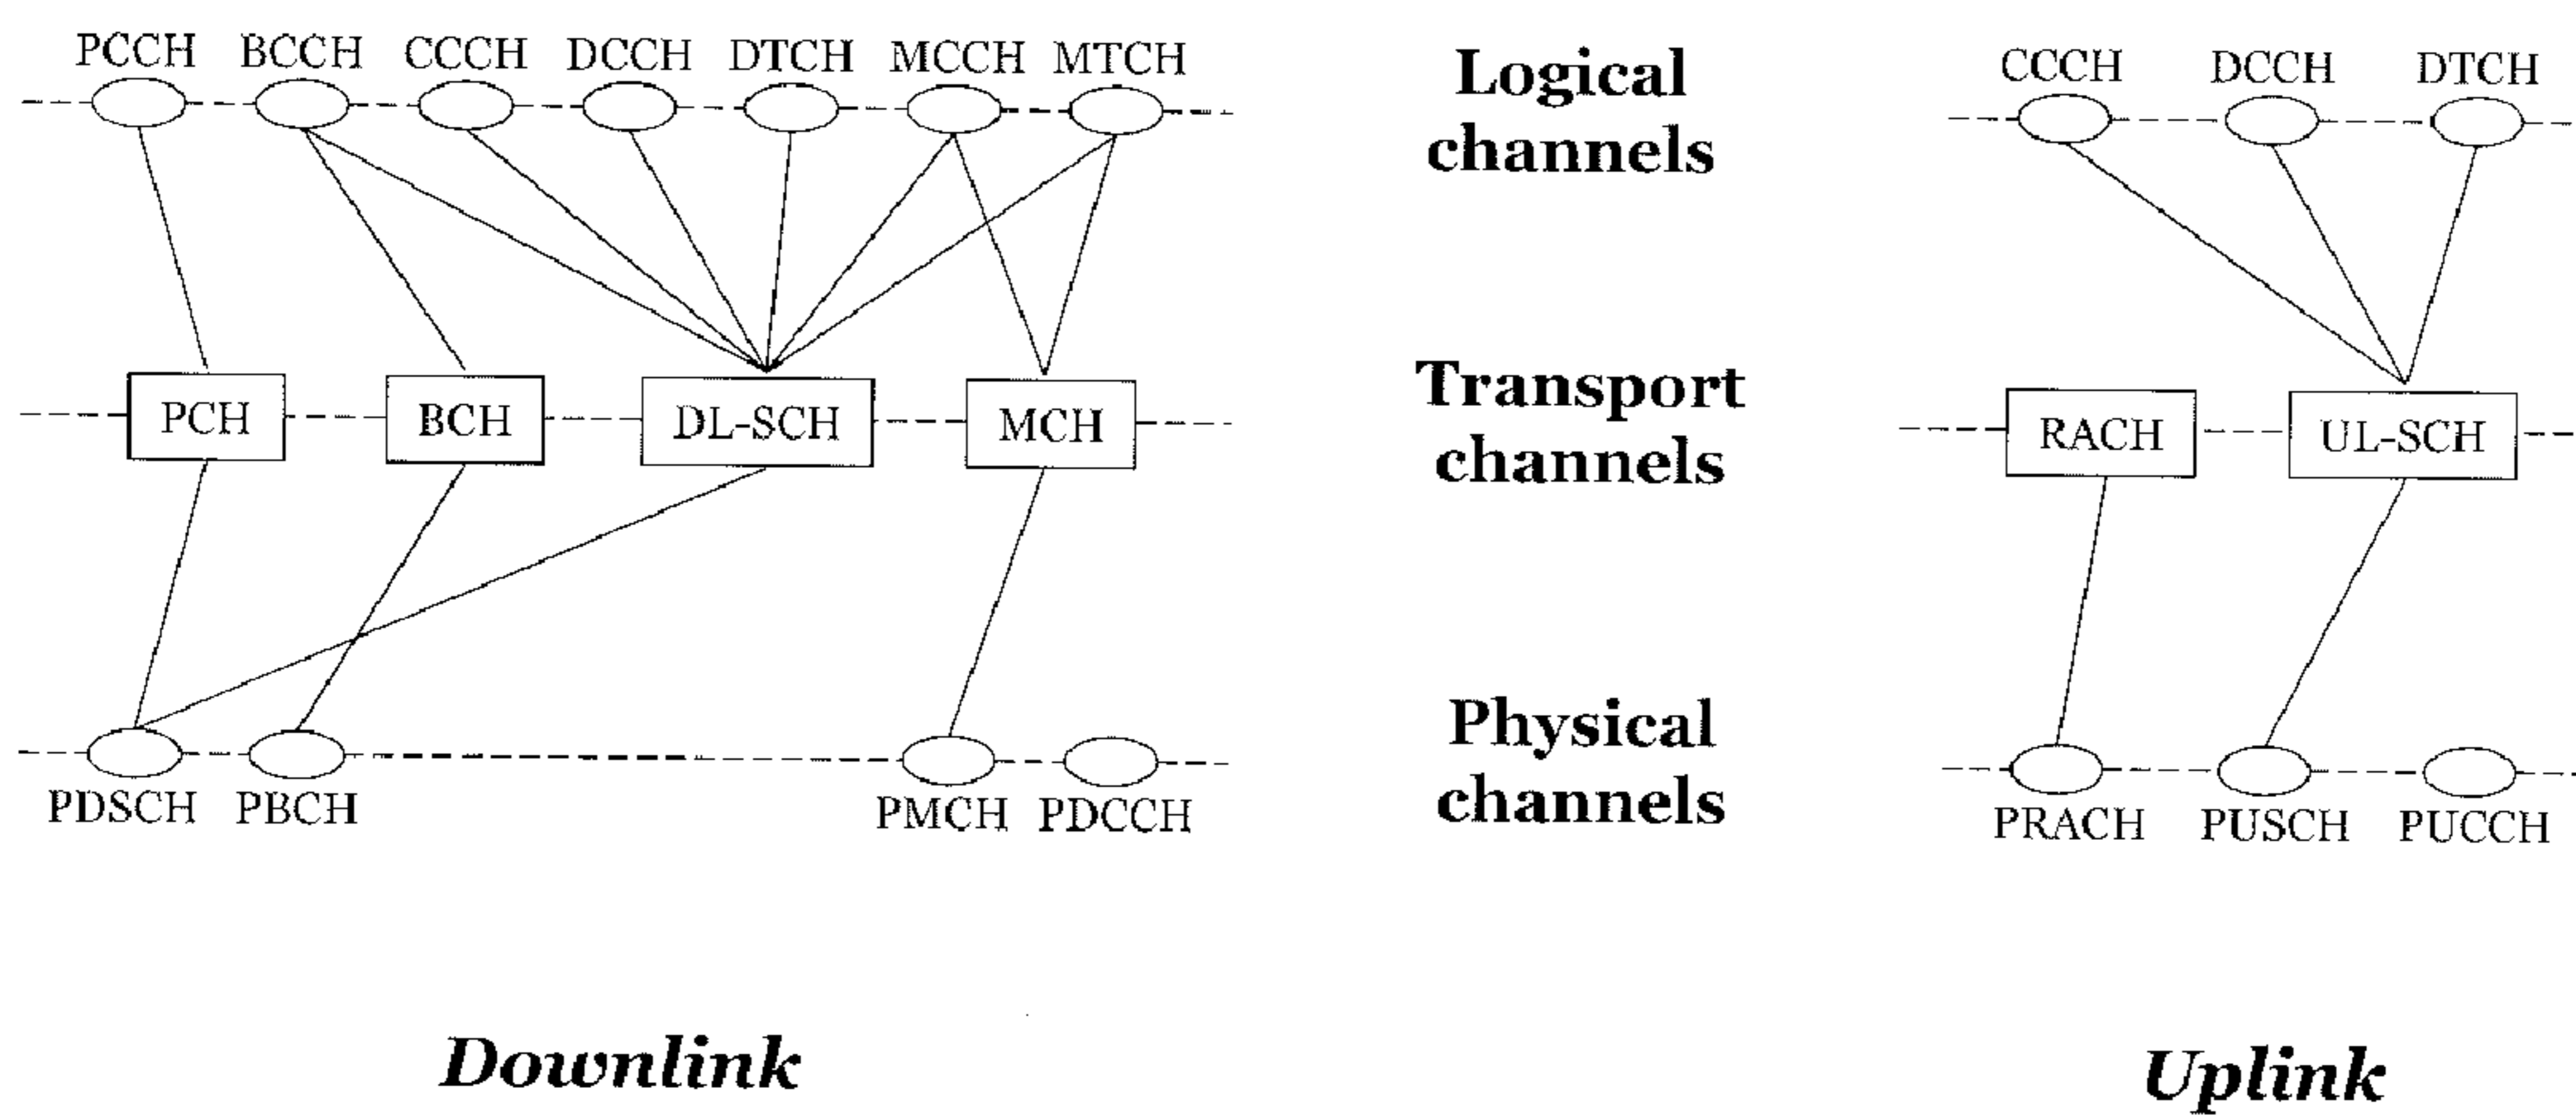 PCCH BCCH CCCH DCCH DTCH MCCH MTCH
Logical
channels
CCCH DCCH DTCH
PCH BCH DL-SCH MCH
Transport
channels
RACH UL-SCH
PDSCH PBCH PMCH PDCCH
Physical
channels
PRACH PUSCH PUCCH
Downlink
Uplink